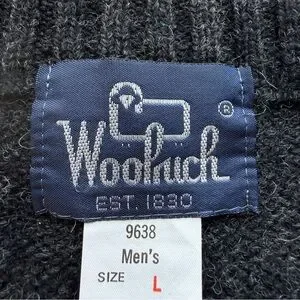 ®
Woolrich
EST. 1830
9638
Men's
SIZE L